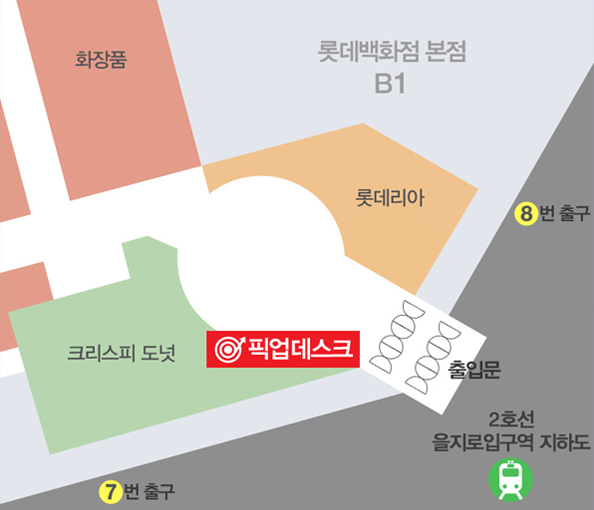 화장품
롯데백화점 본점
B1
롯데리아
8번 출구
크리스피 도넛
픽업데스크
출입문
2호선
을지로입구역 지하도
7번 출구